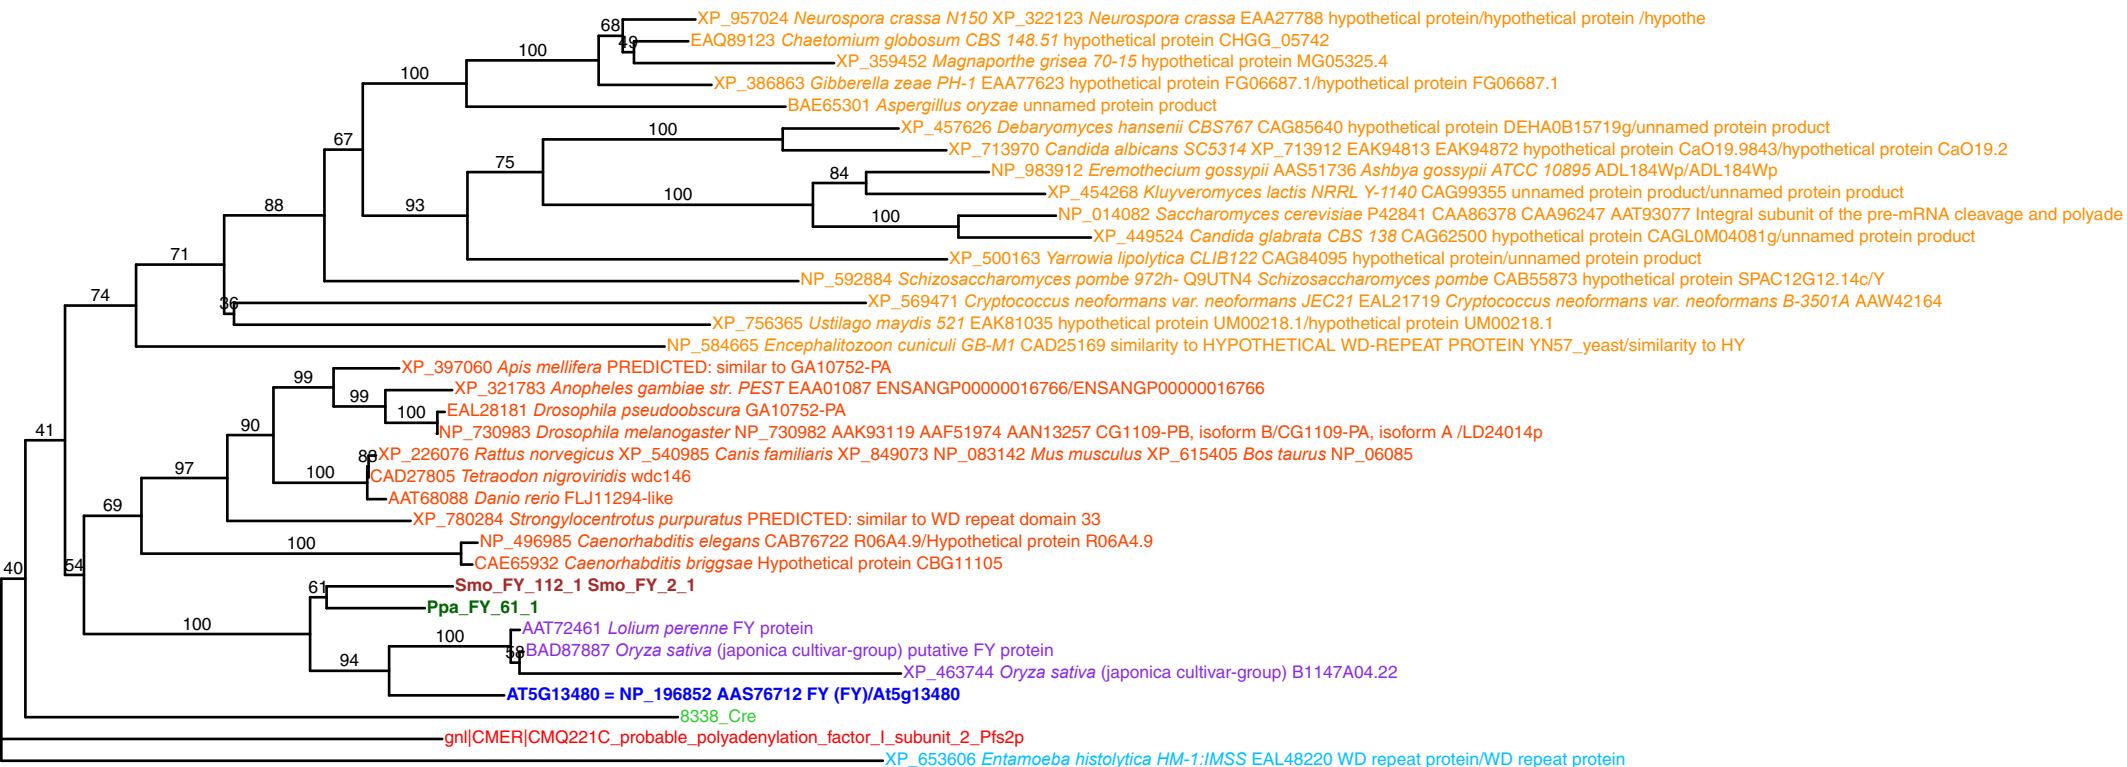 68 XP_957024 Neurospora crassa N150 XP_322123 Neurospora crassa EAA27788 hypothetical protein/hypothetical protein /hypothe
49 EAQ89123 Chaetomium globosum CBS 148.51 hypothetical protein CHGG_05742
100 XP_359452 Magnaporthe grisea 70-15 hypothetical protein MG05325.4
100 XP_386863 Gibberella zeae PH-1 EAA77623 hypothetical protein FG06687.1/hypothetical protein FG06687.1
BAE65301 Aspergillus oryzae unnamed protein product
100 XP_457626 Debaryomyces hansenii CBS767 CAG85640 hypothetical protein DEHA0B15719g/unnamed protein product
67 XP_713970 Candida albicans SC5314 XP_713912 EAK94813 EAK94872 hypothetical protein CaO19.9843/hypothetical protein CaO19.2
75 84 NP_983912 Eremothecium gossypii AAS51736 Ashbya gossypii ATCC 10895 ADL184Wp/ADL184Wp
100 XP_454268 Kluyveromyces lactis NRRL Y-1140 CAG99355 unnamed protein product/unnamed protein product
88 93 100 NP_014082 Saccharomyces cerevisiae P42841 CAA86378 CAA96247 AAT93077 Integral subunit of the pre-mRNA cleavage and polyade
XP_449524 Candida glabrata CBS 138 CAG62500 hypothetical protein CAGL0M04081g/unnamed protein product
71 XP_500163 Yarrowia lipolytica CLIB122 CAG84095 hypothetical protein/unnamed protein product
NP_592884 Schizosaccharomyces pombe 972h- Q9UTN4 Schizosaccharomyces pombe CAB55873 hypothetical protein SPAC12G12.14c/Y
74 36 XP_569471 Cryptococcus neoformans var. neoformans JEC21 EAL21719 Cryptococcus neoformans var. neoformans B-3501A AAW42164
XP_756365 Ustilago maydis 521 EAK81035 hypothetical protein UM00218.1/hypothetical protein UM00218.1
NP_584665 Encephalitozoon cuniculi GB-M1 CAD25169 similarity to HYPOTHETICAL WD-REPEAT PROTEIN YN57_yeast/similarity to HY
99 XP_397060 Apis mellifera PREDICTED: similar to GA10752-PA
99 XP_321783 Anopheles gambiae str. PEST EAA01087 ENSANGP00000016766/ENSANGP00000016766
100 EAL28181 Drosophila pseudoobscura GA10752-PA
41 90 NP_730983 Drosophila melanogaster NP_730982 AAK93119 AAF51974 AAN13257 CG1109-PB, isoform B/CG1109-PA, isoform A /LD24014p
XP_226076 Rattus norvegicus XP_540985 Canis familiaris XP_849073 NP_083142 Mus musculus XP_615405 Bos taurus NP_06085
97 100 CAD27805 Tetraodon nigroviridis wdc146
AAT68088 Danio rerio FLJ11294-like
69 XP_780284 Strongylocentrotus purpuratus PREDICTED: similar to WD repeat domain 33
100 NP_496985 Caenorhabditis elegans CAB76722 R06A4.9/Hypothetical protein R06A4.9
40 54 CAE65932 Caenorhabditis briggsae Hypothetical protein CBG11105
61 Smo_FY_112_1 Smo_FY_2_1
Ppa_FY_61_1
100 100 AAT72461 Lolium perenne FY protein
58 BAD87887 Oryza sativa (japonica cultivar-group) putative FY protein
94 XP_463744 Oryza sativa (japonica cultivar-group) B1147A04.22
AT5G13480 = NP_196852 AAS76712 FY (FY)/At5g13480
8338_Cre
gnl|CMER|CMQ221C_probable_polyadenylation_factor_I_subunit_2_Pfs2p
XP_653606 Entamoeba histolytica HM-1:IMSS EAL48220 WD repeat protein/WD repeat protein